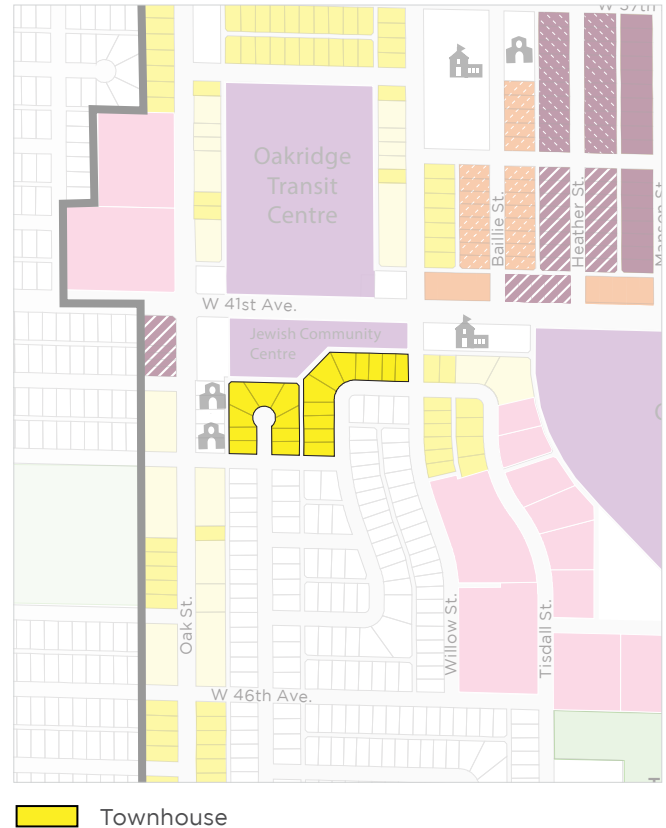 W 37th
Oakridge
Transit
Centre
Baillie St.
Heather St.
Manson St.
W 41st Ave.
Jewish Community
Centre
Oak St.
Willow St.
Tisdall St.
W 46th Ave.
Townhouse